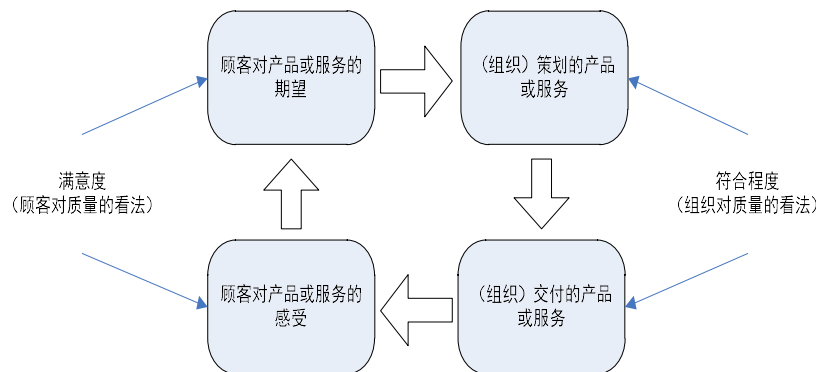 顾客对产品或服务的
期望
（组织）策划的产品
或服务
满意度
（顾客对质量的看法）
符合程度
（组织对质量的看法）
顾客对产品或服务的
感受
（组织）交付的产品
或服务